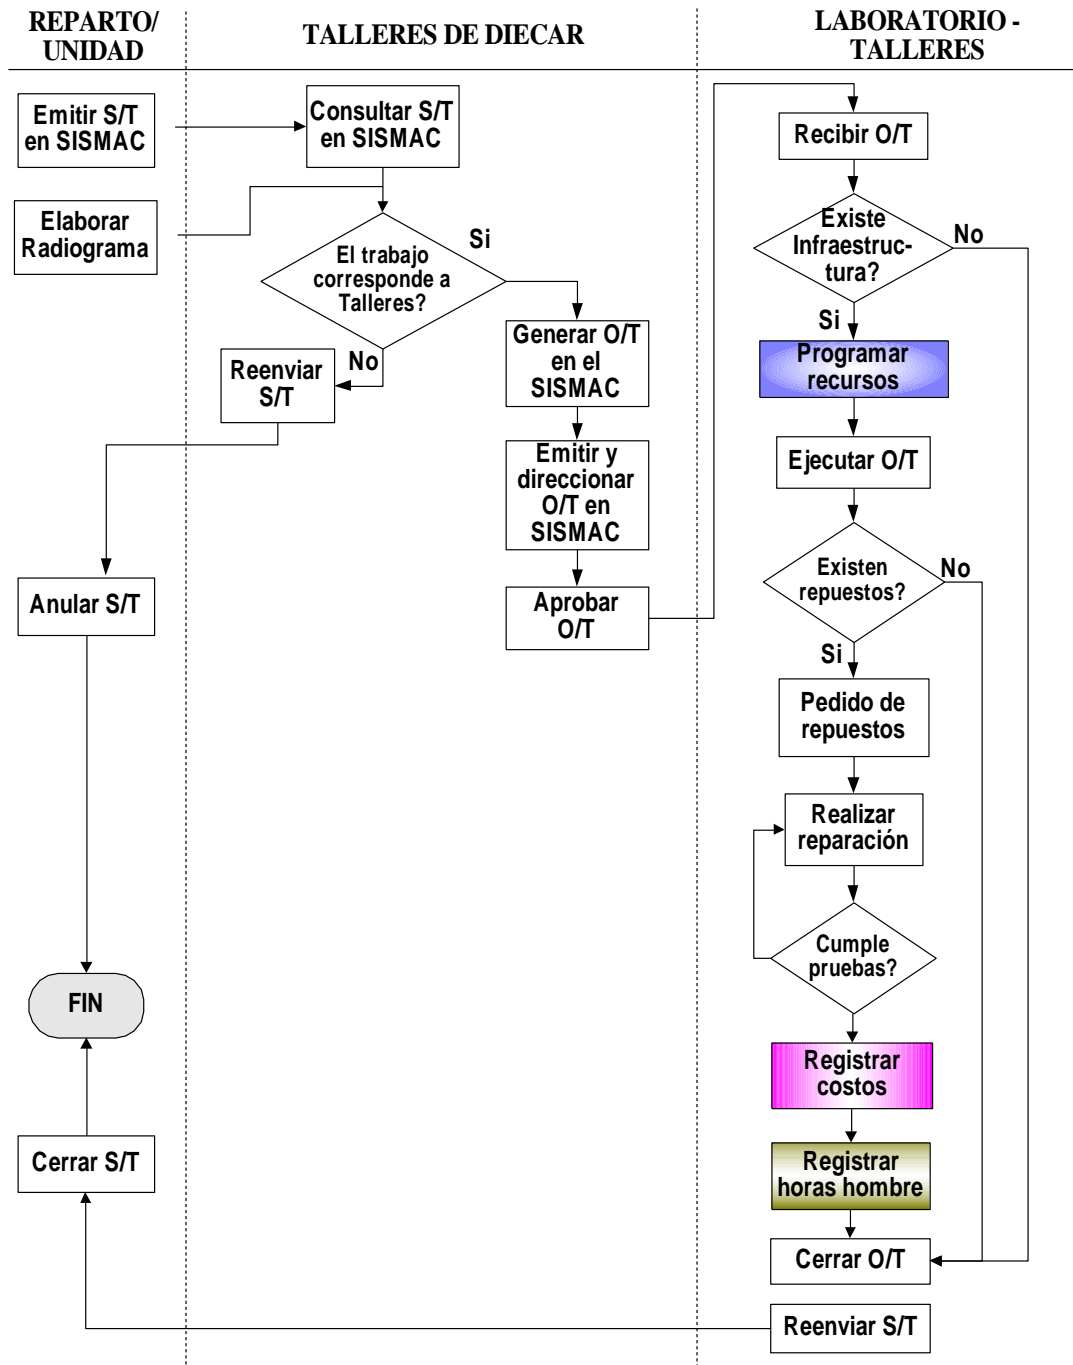 REPARTO/
UNIDAD
TALLERES DE DIECAR
LABORATORIO -
TALLERES
Emitir S/T
en SISMAC
Consultar S/T
en SISMAC
Recibir O/T
Elaborar
Radiograma
El trabajo
corresponde a
Talleres?
Si
No
Existe
Infraestruc-
tura?
No
Si
Reenviar
S/T
Generar O/T
en el
SISMAC
Programar
recursos
Emitir y
direccionar
O/T en
SISMAC
Ejecutar O/T
Anular S/T
Aprobar
O/T
Existen
repuestos?
No
Si
Pedido de
repuestos
Realizar
reparación
Cumple
pruebas?
FIN
Registrar
costos
Cerrar S/T
Registrar
horas hombre
Cerrar O/T
Reenviar S/T